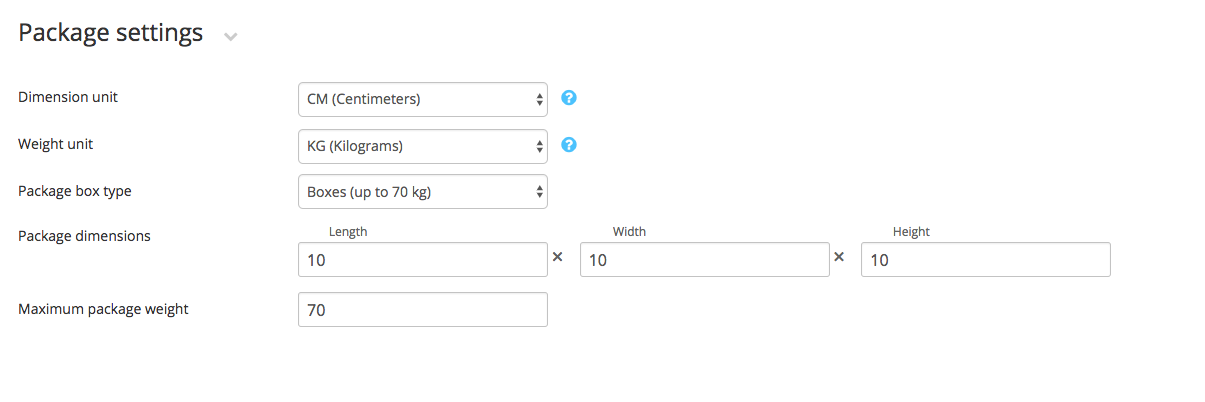 Package settings
Dimension unit CM (Centimeters) ?
Weight unit KG (Kilograms) ?
Package box type Boxes (up to 70 kg)
Package dimensions Length Width Height
10 × 10 × 10
Maximum package weight 70